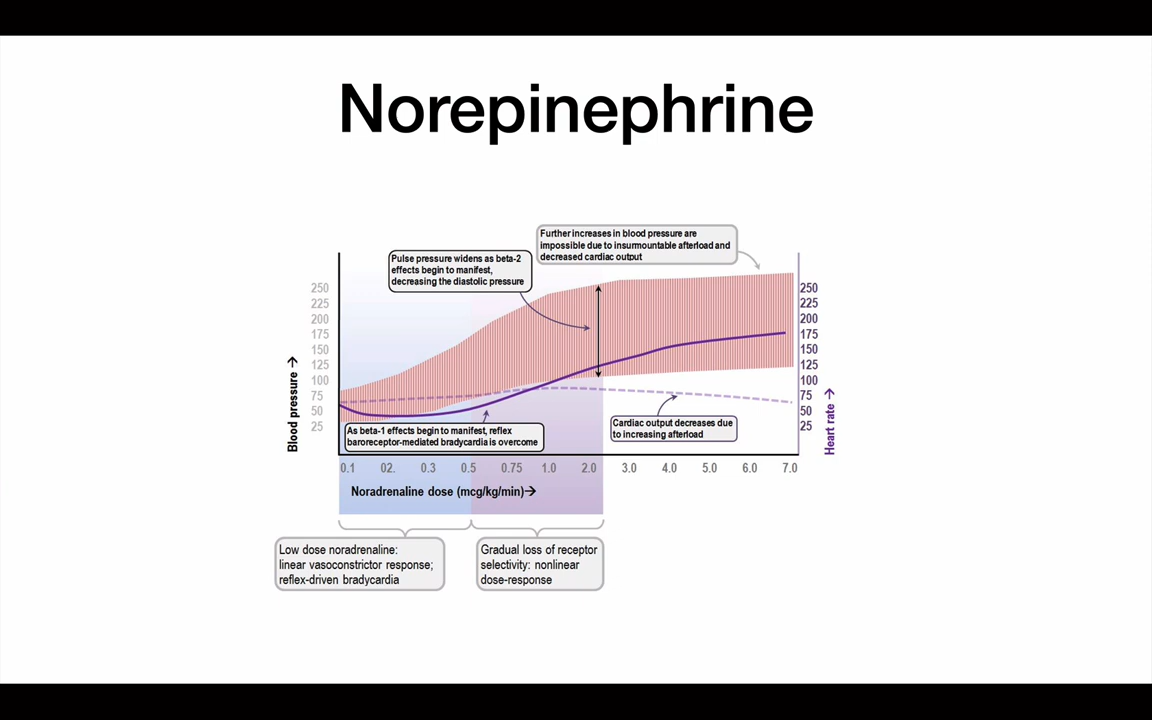 Norepinephrine
Further increases in blood pressure are
impossible due to insurmountable afterload and
decreased cardiac output
Pulse pressure widens as beta-2
effects begin to manifest,
decreasing the diastolic pressure
250
225
200
175
150
125
100
75
50
25
Blood pressure →
250
225
200
175
150
125
100
75
50
25
Heart rate →
As beta-1 effects begin to manifest, reflex
baroreceptor-mediated bradycardia is overcome
Cardiac output decreases due
to increasing afterload
0.1 02. 0.3 0.5 0.75 1.0 2.0 3.0 4.0 5.0 6.0 7.0
Noradrenaline dose (mcg/kg/min)→
Low dose noradrenaline:
linear vasoconstrictor response;
reflex-driven bradycardia
Gradual loss of receptor
selectivity: nonlinear
dose-response